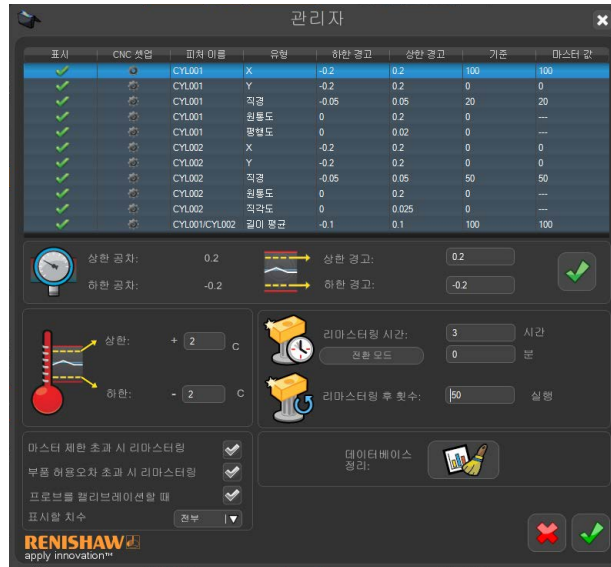 관리자
표시 CNC 셋업 피처 이름 유형 하한 경고 상한 경고 기준 마스터 값
CYL001 X -0.2 0.2 100 100
CYL001 Y -0.2 0.2 0 0
CYL001 직경 -0.05 0.05 20 20
CYL001 원통도 0 0.2 0 ---
CYL001 평행도 0 0.02 0 ---
CYL002 X -0.2 0.2 0 0
CYL002 Y -0.2 0.2 0 0
CYL002 직경 -0.05 0.05 50 50
CYL002 원통도 0 0.2 0 ---
CYL002 직각도 0 0.025 0 ---
CYL001/CYL002 길이 평균 -0.1 0.1 100 100
상한 공차: 0.2 상한 경고: 0.2
하한 공차: -0.2 하한 경고: -0.2
상한: + 2 C
하한: - 2 C
리마스터링 시간: 3 시간
전환 모드 0 분
리마스터링 후 횟수: 50 실행
마스터 제한 초과 시 리마스터링
부품 허용오차 초과 시 리마스터링
프로브를 캘리브레이션할 때
표시할 치수 전부
데이터베이스
정리:
RENISHAW
apply innovation™